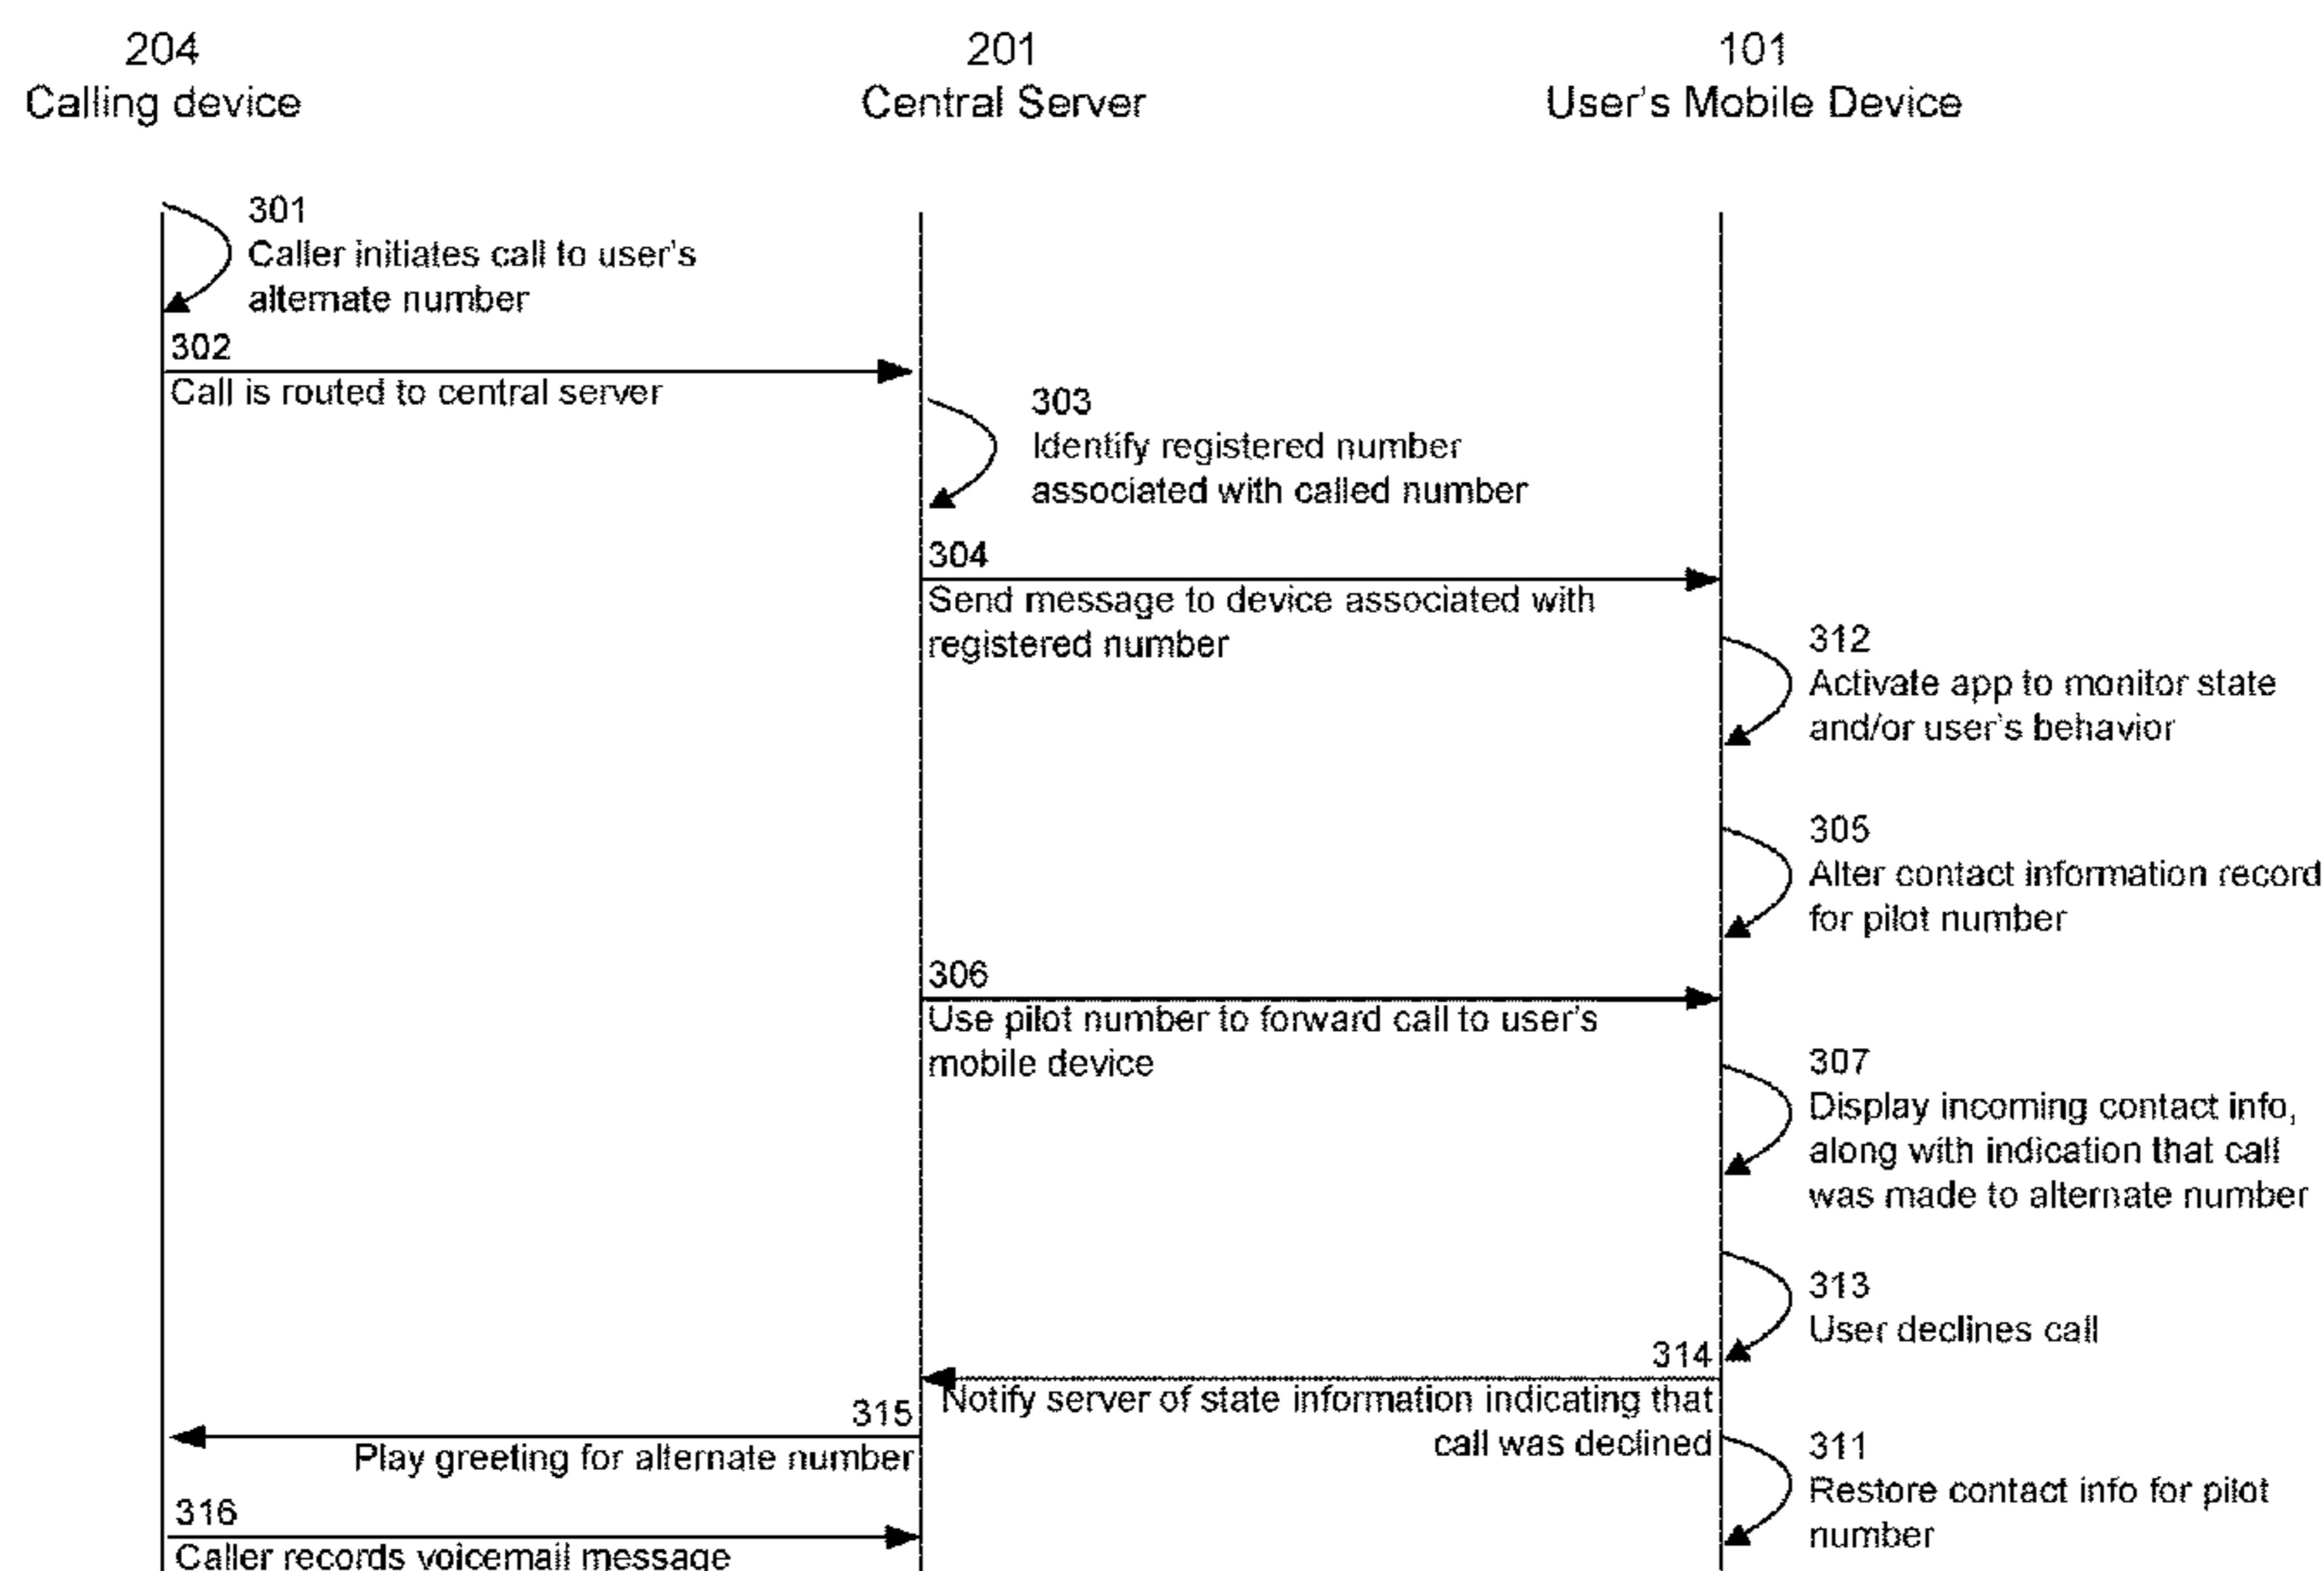 204
Calling device
201
Central Server
101
User's Mobile Device
301
Caller initiates call to user's
alternate number
302
Call is routed to central server
303
Identify registered number
associated with called number
304
Send message to device associated with
registered number
312
Activate app to monitor state
and/or user's behavior
305
Alter contact information record
for pilot number
306
Use pilot number to forward call to user's
mobile device
307
Display incoming contact info,
along with indication that call
was made to alternate number
313
User declines call
314
Notify server of state information indicating that
call was declined
315
Play greeting for alternate number
311
Restore contact info for pilot
number
316
Caller records voicemail message